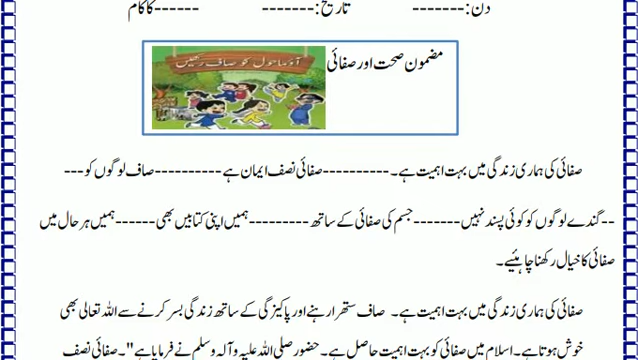 دن:------- تاریخ:------- ------کا کام
مضمون صحت اور صفائی
آؤ ماحول کو صاف رکھیں
صفائی کی ہماری زندگی میں بہت اہمیت ہے۔----------صفائی نصف ایمان ہے----------صاف لوگوں کو---
--گندے لوگوں کو کوئی پسند نہیں-------جسم کی صفائی کے ساتھ---------ہمیں اپنی کتابیں بھی------ہمیں ہر حال میں
صفائی کا خیال رکھنا چاہئیے۔
صفائی کی ہماری زندگی میں بہت اہمیت ہے۔ صاف ستھرا رہنے اور پاکیزگی کے ساتھ زندگی بسر کرنے سے اللہ تعالی بھی
خوش ہوتا ہے۔ اسلام میں صفائی کو بہت اہمیت حاصل ہے۔ حضور صلی اللہ علیہ و آلہ وسلم نے فرمایا ہے"۔ صفائی نصف